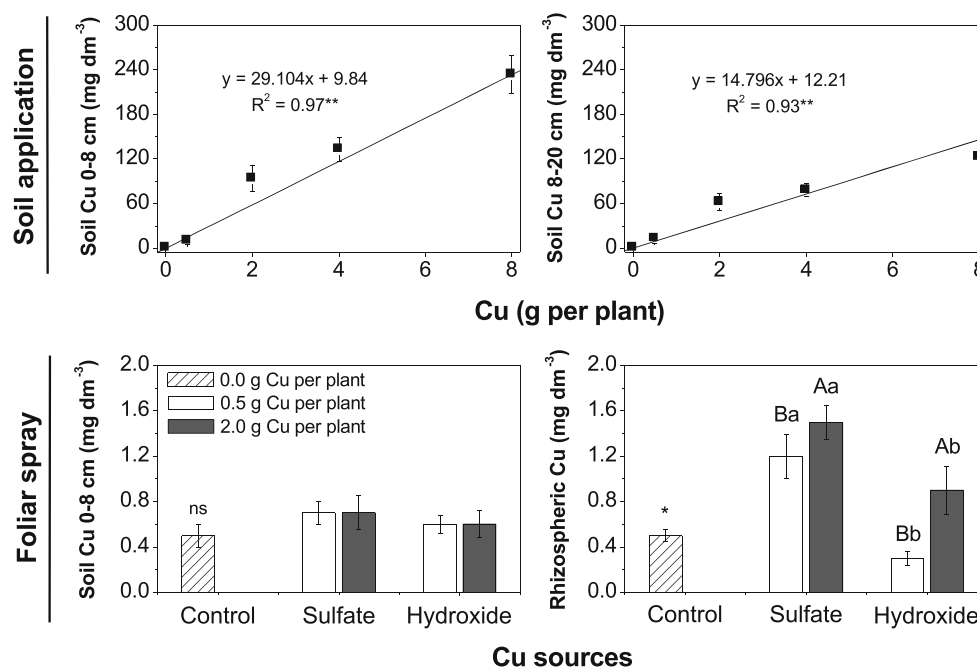 Soil application
Soil Cu 0-8 cm (mg dm⁻³)
300
240
180
120
60
0
y = 29.104x + 9.84
R² = 0.97**
0 2 4 6 8
Soil Cu 8-20 cm (mg dm⁻³)
300
240
180
120
60
0
y = 14.796x + 12.21
R² = 0.93**
0 2 4 6 8
Cu (g per plant)
Foliar spray
Soil Cu 0-8 cm (mg dm⁻³)
2.0
1.6
1.2
0.8
0.4
0.0
0.0 g Cu per plant
0.5 g Cu per plant
2.0 g Cu per plant
ns
Control Sulfate Hydroxide
Rhizospheric Cu (mg dm⁻³)
2.0
1.6
1.2
0.8
0.4
0.0
*
Ba
Aa
Bb
Ab
Control Sulfate Hydroxide
Cu sources